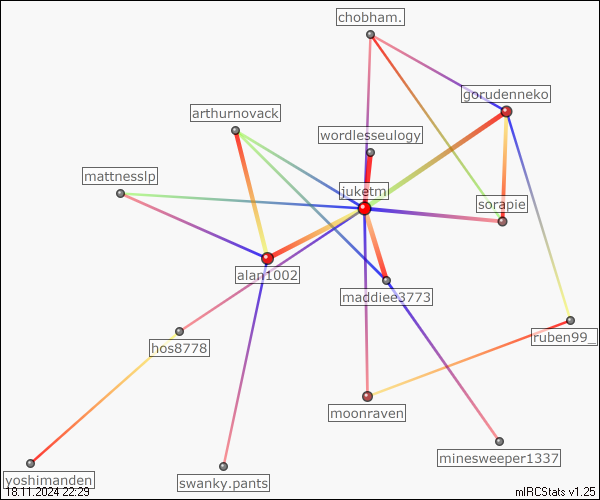 chobham.
gorudenneko
arthurnovack
wordlesseulogy
mattnesslp
juketm
sorapie
alan1002
maddiee3773
ruben99_
hos8778
moonraven
minesweeper1337
yoshimanden
swanky.pants
18.11.2024 22:29
mIRCStats v1.25